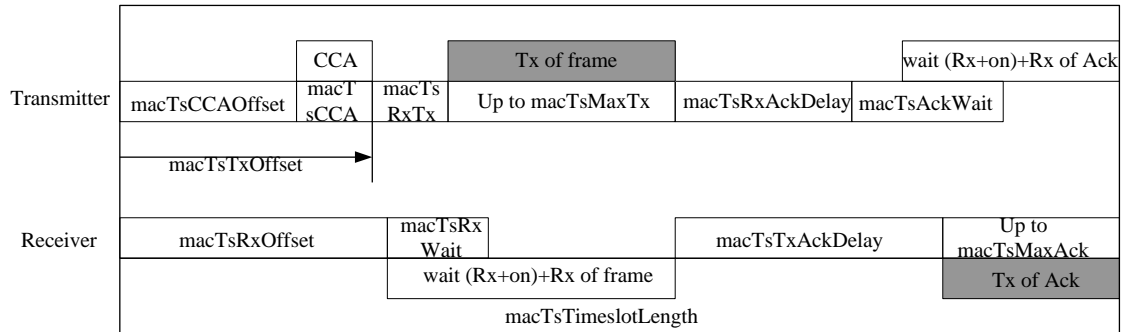 CCA
Tx of frame
wait (Rx+on)+Rx of Ack
Transmitter
macTsCCAOffset
macT
sCCA
macTs
RxTx
Up to macTsMaxTx
macTsRxAckDelay
macTsAckWait
macTsTxOffset
Receiver
macTsRxOffset
macTsRx
Wait
macTsTxAckDelay
Up to
macTsMaxAck
wait (Rx+on)+Rx of frame
Tx of Ack
macTsTimeslotLength